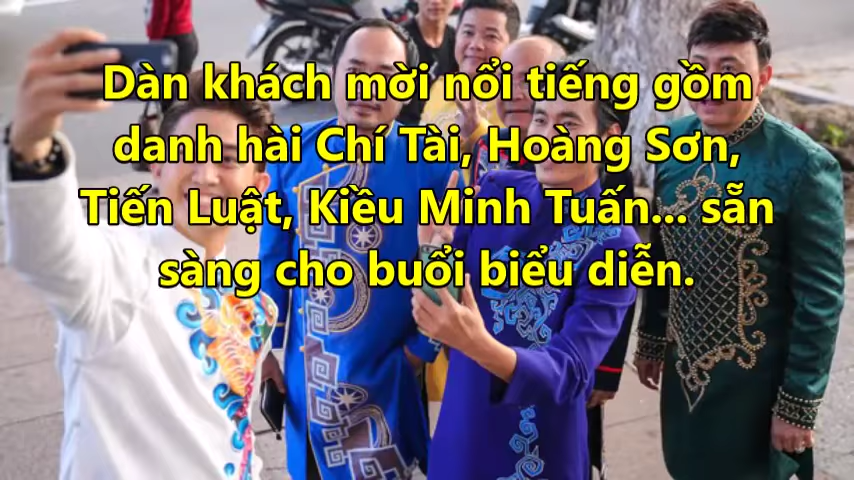 Dàn khách mời nổi tiếng gồm
danh hài Chí Tài, Hoàng Sơn,
Tiến Luật, Kiều Minh Tuấn... sẵn
sàng cho buổi biểu diễn.